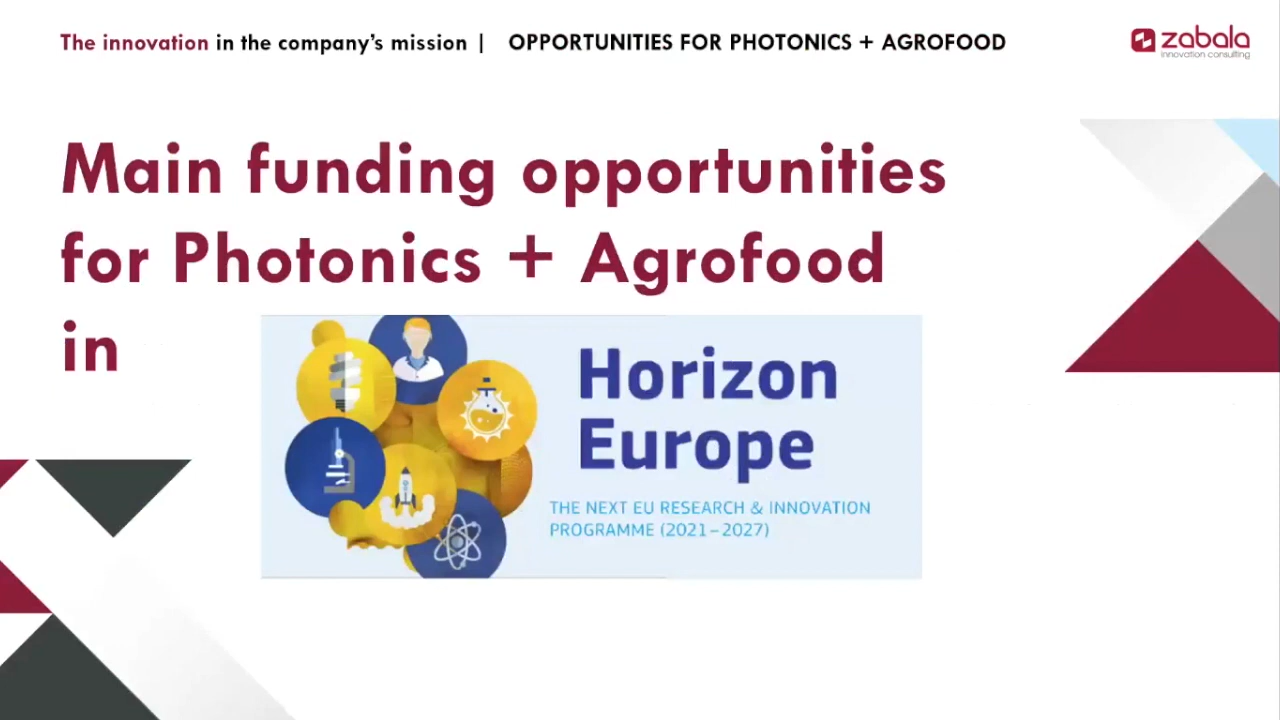 The innovation in the company’s mission | OPPORTUNITIES FOR PHOTONICS + AGROFOOD
zabala
innovation consulting
Main funding opportunities
for Photonics + Agrofood
in
Horizon
Europe
THE NEXT EU RESEARCH & INNOVATION
PROGRAMME (2021–2027)